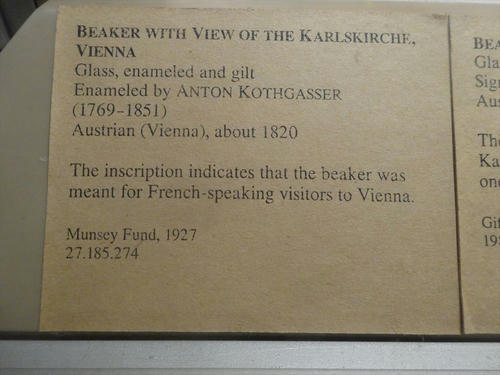 BEAKER WITH VIEW OF THE KARLSKIRCHE,
VIENNA
Glass, enameled and gilt
Enameled by ANTON KOTHGASSER
(1769–1851)
Austrian (Vienna), about 1820
The inscription indicates that the beaker was
meant for French-speaking visitors to Vienna.
Munsey Fund, 1927
27.185.274